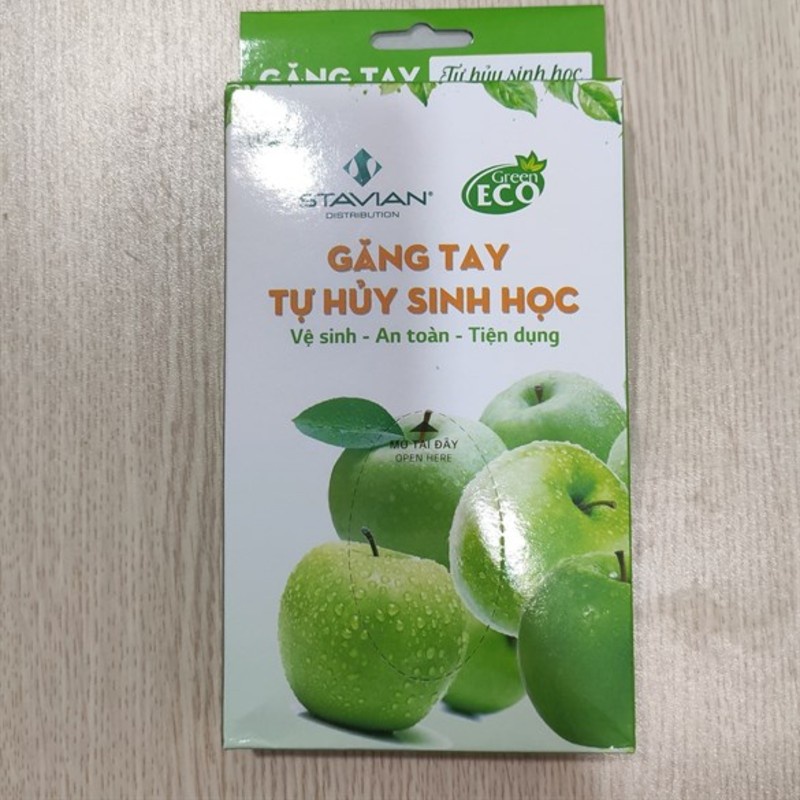 GĂNG TAY Tự hủy sinh học
STAVIAN®
DISTRIBUTION
Green
ECO
GĂNG TAY
TỰ HỦY SINH HỌC
Vệ sinh - An toàn - Tiện dụng
MỞ TẠI ĐÂY
OPEN HERE